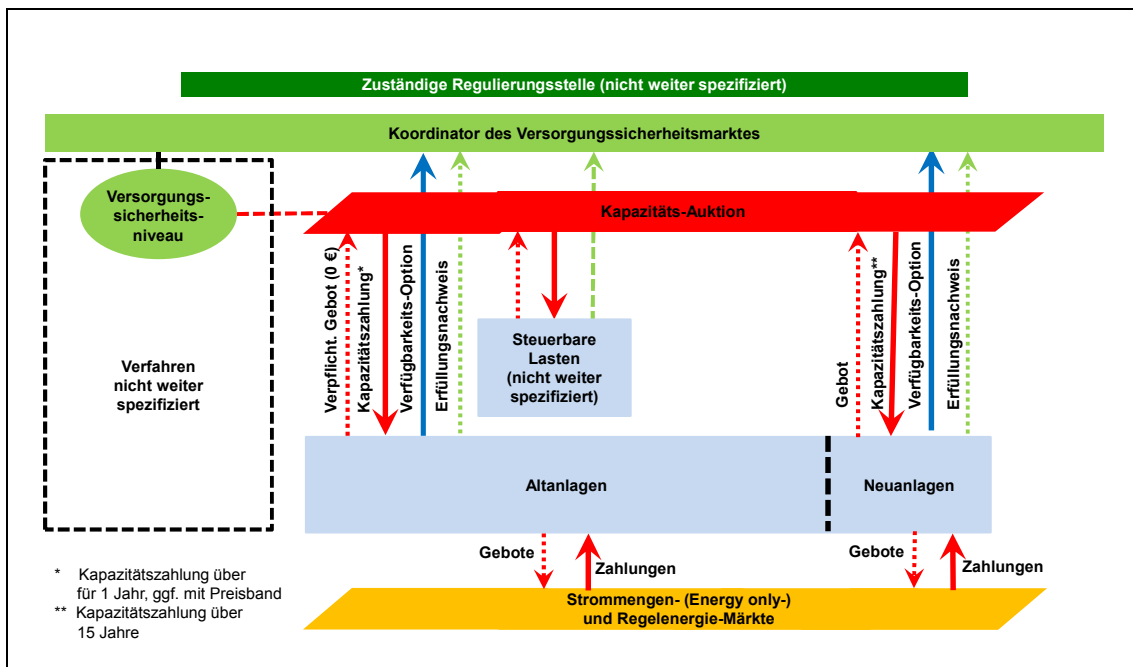 Zuständige Regulierungsstelle (nicht weiter spezifiziert)
Koordinator des Versorgungssicherheitsmarktes
Versorgungs-
sicherheits-
niveau
Kapazitäts-Auktion
Verpflicht. Gebot (0 €)
Kapazitätszahlung*
Verfügbarkeits-Option
Erfüllungsnachweis
Steuerbare
Lasten
(nicht weiter
spezifiziert)
Gebot
Kapazitätszahlung**
Verfügbarkeits-Option
Erfüllungsnachweis
Verfahren
nicht weiter
spezifiziert
Altanlagen
Neuanlagen
Gebote
Zahlungen
Gebote
Zahlungen
* Kapazitätszahlung über
für 1 Jahr, ggf. mit Preisband
** Kapazitätszahlung über
15 Jahre
Strommengen- (Energy only-)
und Regelenergie-Märkte